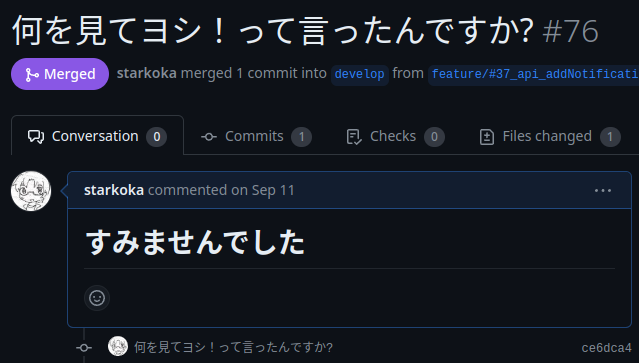 何を見てヨシ！って言ったんですか? #76
Merged starkoka merged 1 commit into develop from feature/#37_api_addNotificati
Conversation 0 Commits 1 Checks 0 Files changed 1
starkoka commented on Sep 11
すみませんでした
何を見てヨシ！って言ったんですか? ce6dca4